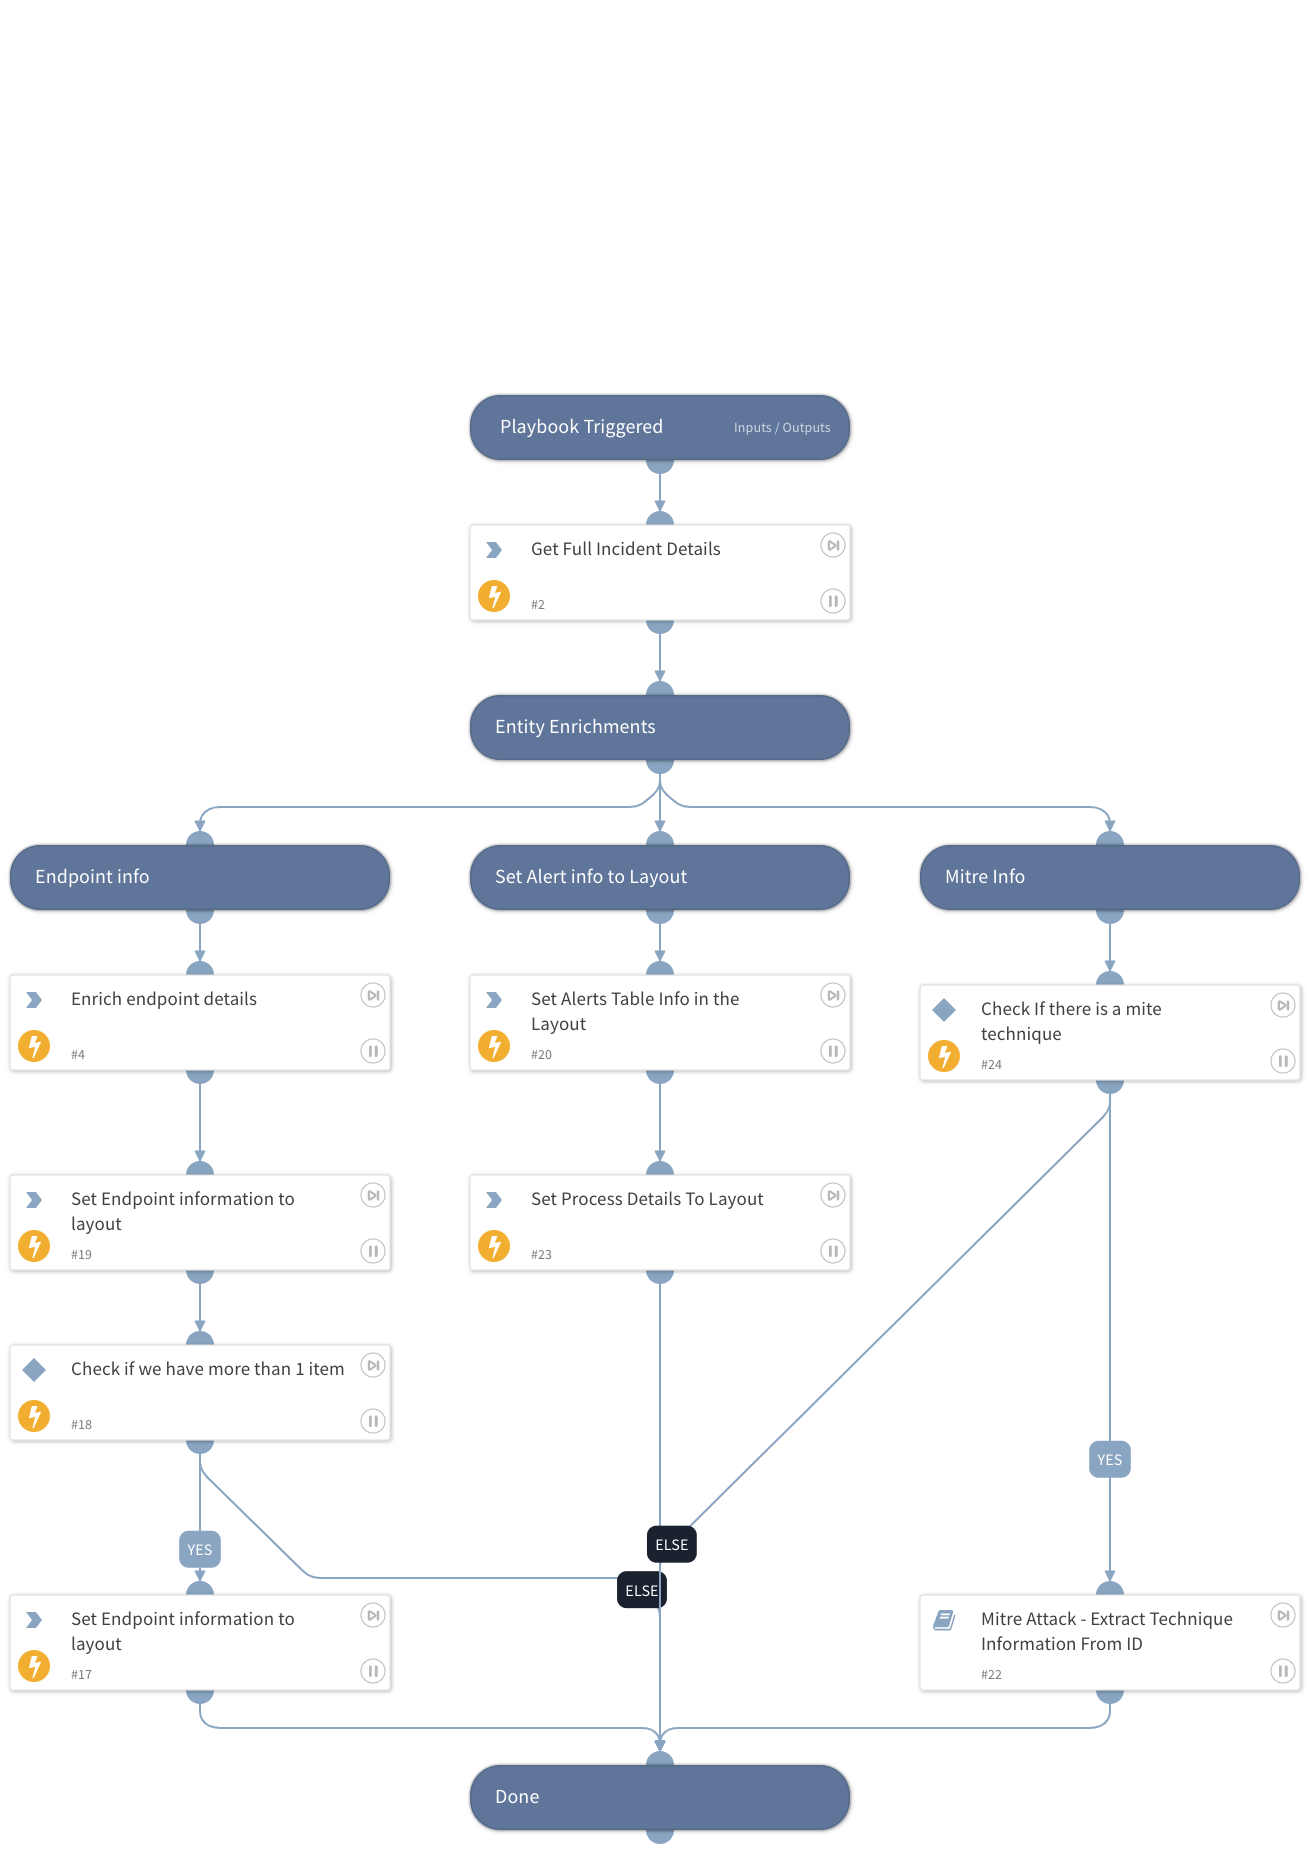 Playbook Triggered
Inputs / Outputs
Get Full Incident Details
#2
Entity Enrichments
Endpoint info
Set Alert info to Layout
Mitre Info
Enrich endpoint details
#4
Set Alerts Table Info in the
Layout
#20
Check If there is a mite
technique
#24
Set Endpoint information to
layout
#19
Set Process Details To Layout
#23
Check if we have more than 1 item
#18
YES
ELSE
YES
ELSE
Set Endpoint information to
layout
#17
Mitre Attack - Extract Technique
Information From ID
#22
Done